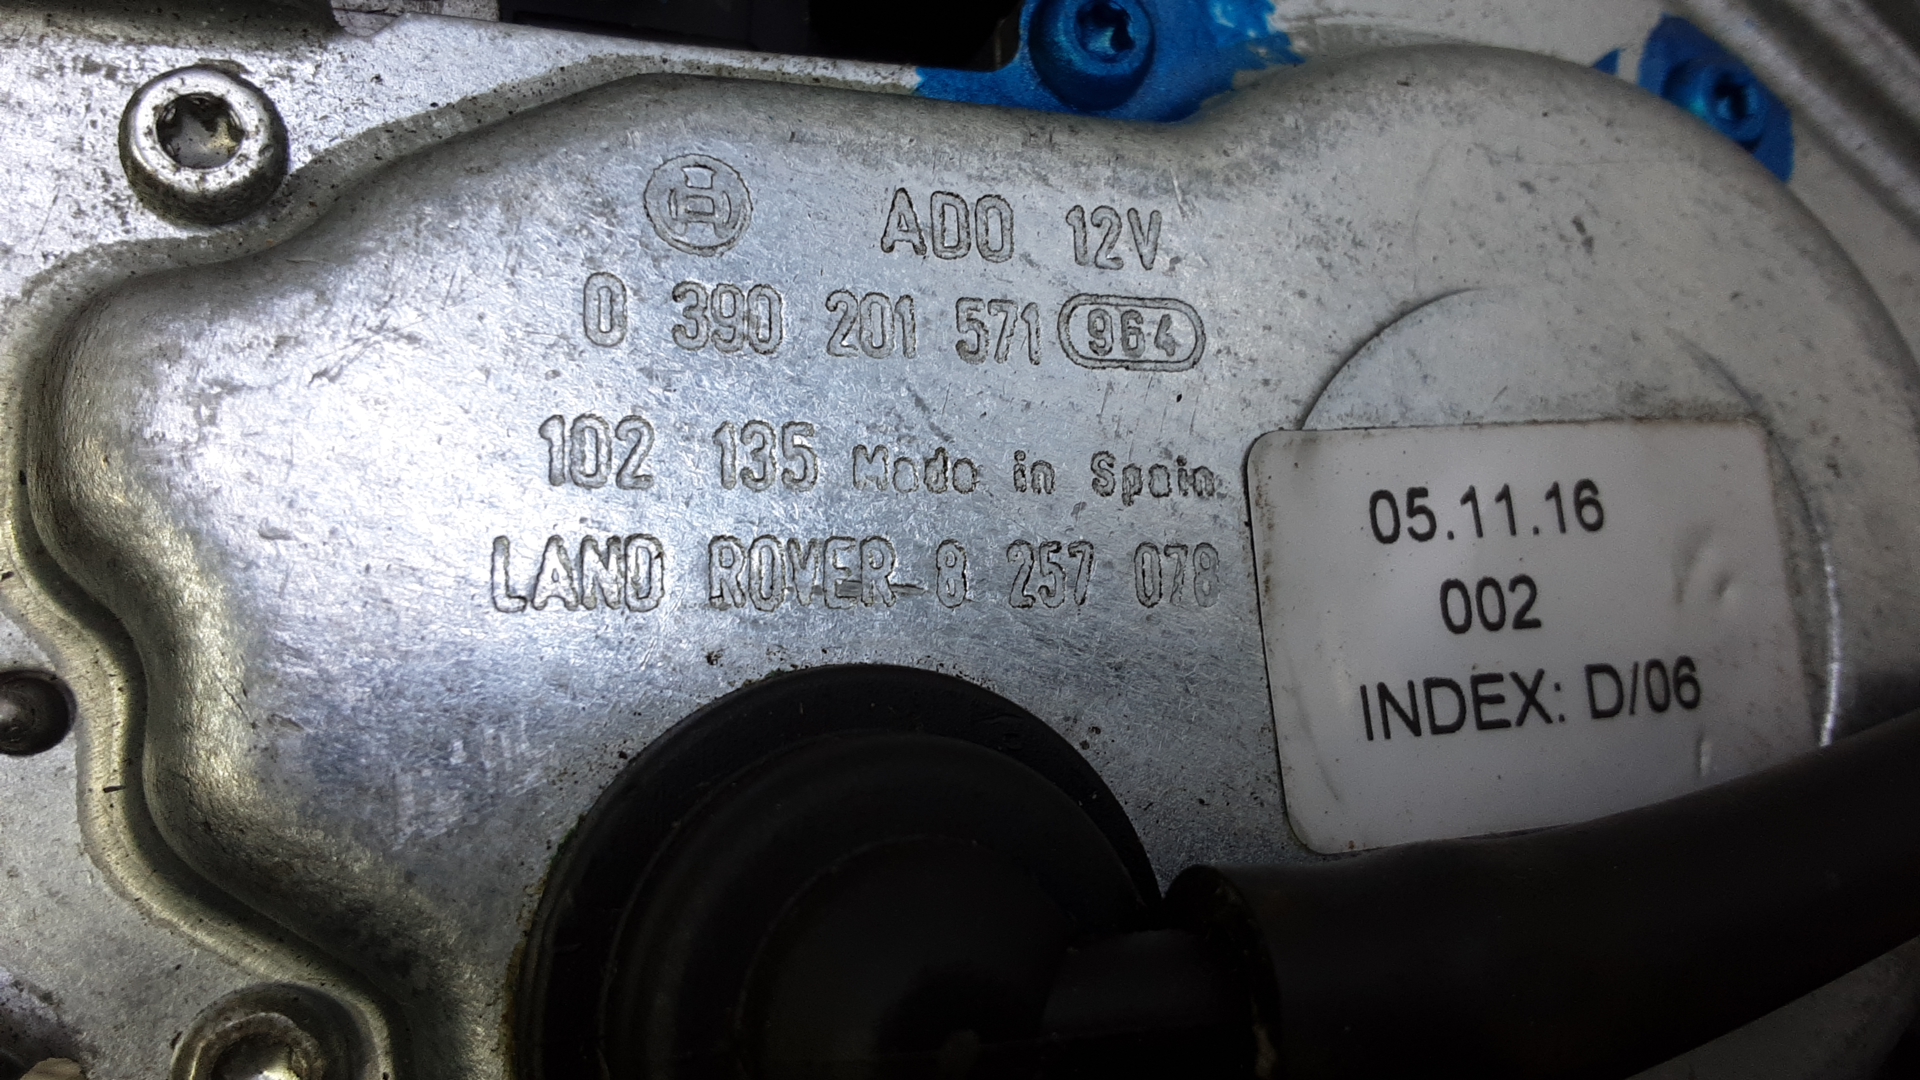 ADO 12V
0 390 201 571 964
102 135 Made in Spain
LAND ROVER-8 257 078
05.11.16
002
INDEX: D/06